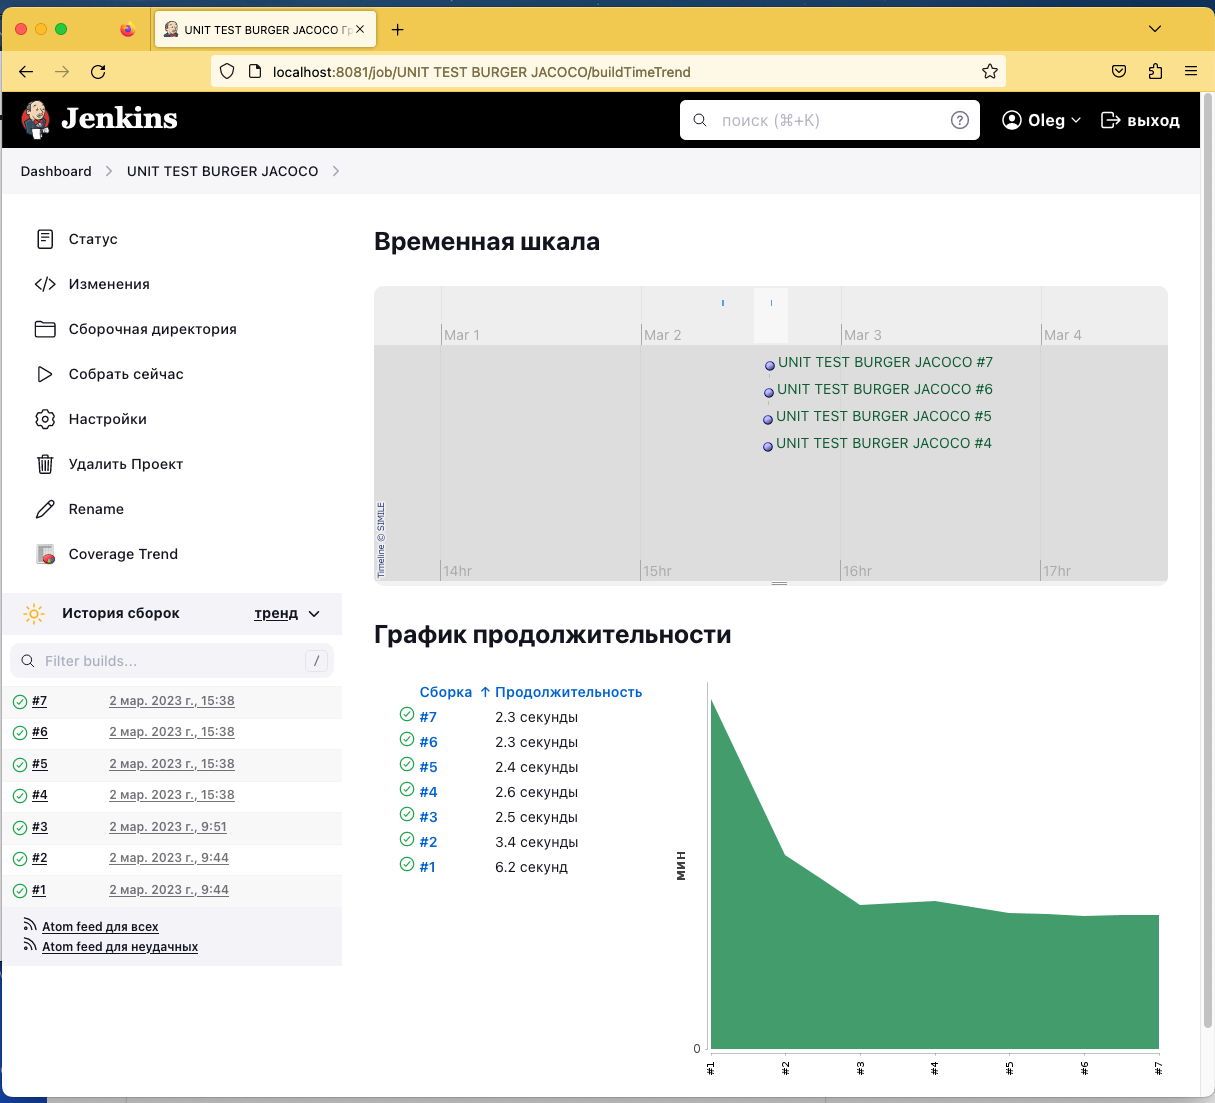 UNIT TEST BURGER JACOCO Гр
localhost:8081/job/UNIT TEST BURGER JACOCO/buildTimeTrend
Jenkins
поиск (⌘+K)
Oleg
выход
Dashboard
UNIT TEST BURGER JACOCO
Статус
Изменения
Сборочная директория
Собрать сейчас
Настройки
Удалить Проект
Rename
Coverage Trend
История сборок
тренд
Filter builds...
/
#7 2 мар. 2023 г., 15:38
#6 2 мар. 2023 г., 15:38
#5 2 мар. 2023 г., 15:38
#4 2 мар. 2023 г., 15:38
#3 2 мар. 2023 г., 9:51
#2 2 мар. 2023 г., 9:44
#1 2 мар. 2023 г., 9:44
Atom feed для всех
Atom feed для неудачных
Временная шкала
Mar 1 Mar 2 Mar 3 Mar 4
UNIT TEST BURGER JACOCO #7
UNIT TEST BURGER JACOCO #6
UNIT TEST BURGER JACOCO #5
UNIT TEST BURGER JACOCO #4
Timeline © SIMILE
14hr 15hr 16hr 17hr
График продолжительности
Сборка ↑ Продолжительность
#7 2.3 секунды
#6 2.3 секунды
#5 2.4 секунды
#4 2.6 секунды
#3 2.5 секунды
#2 3.4 секунды
#1 6.2 секунд
мин
0
#1 #2 #3 #4 #5 #6 #7